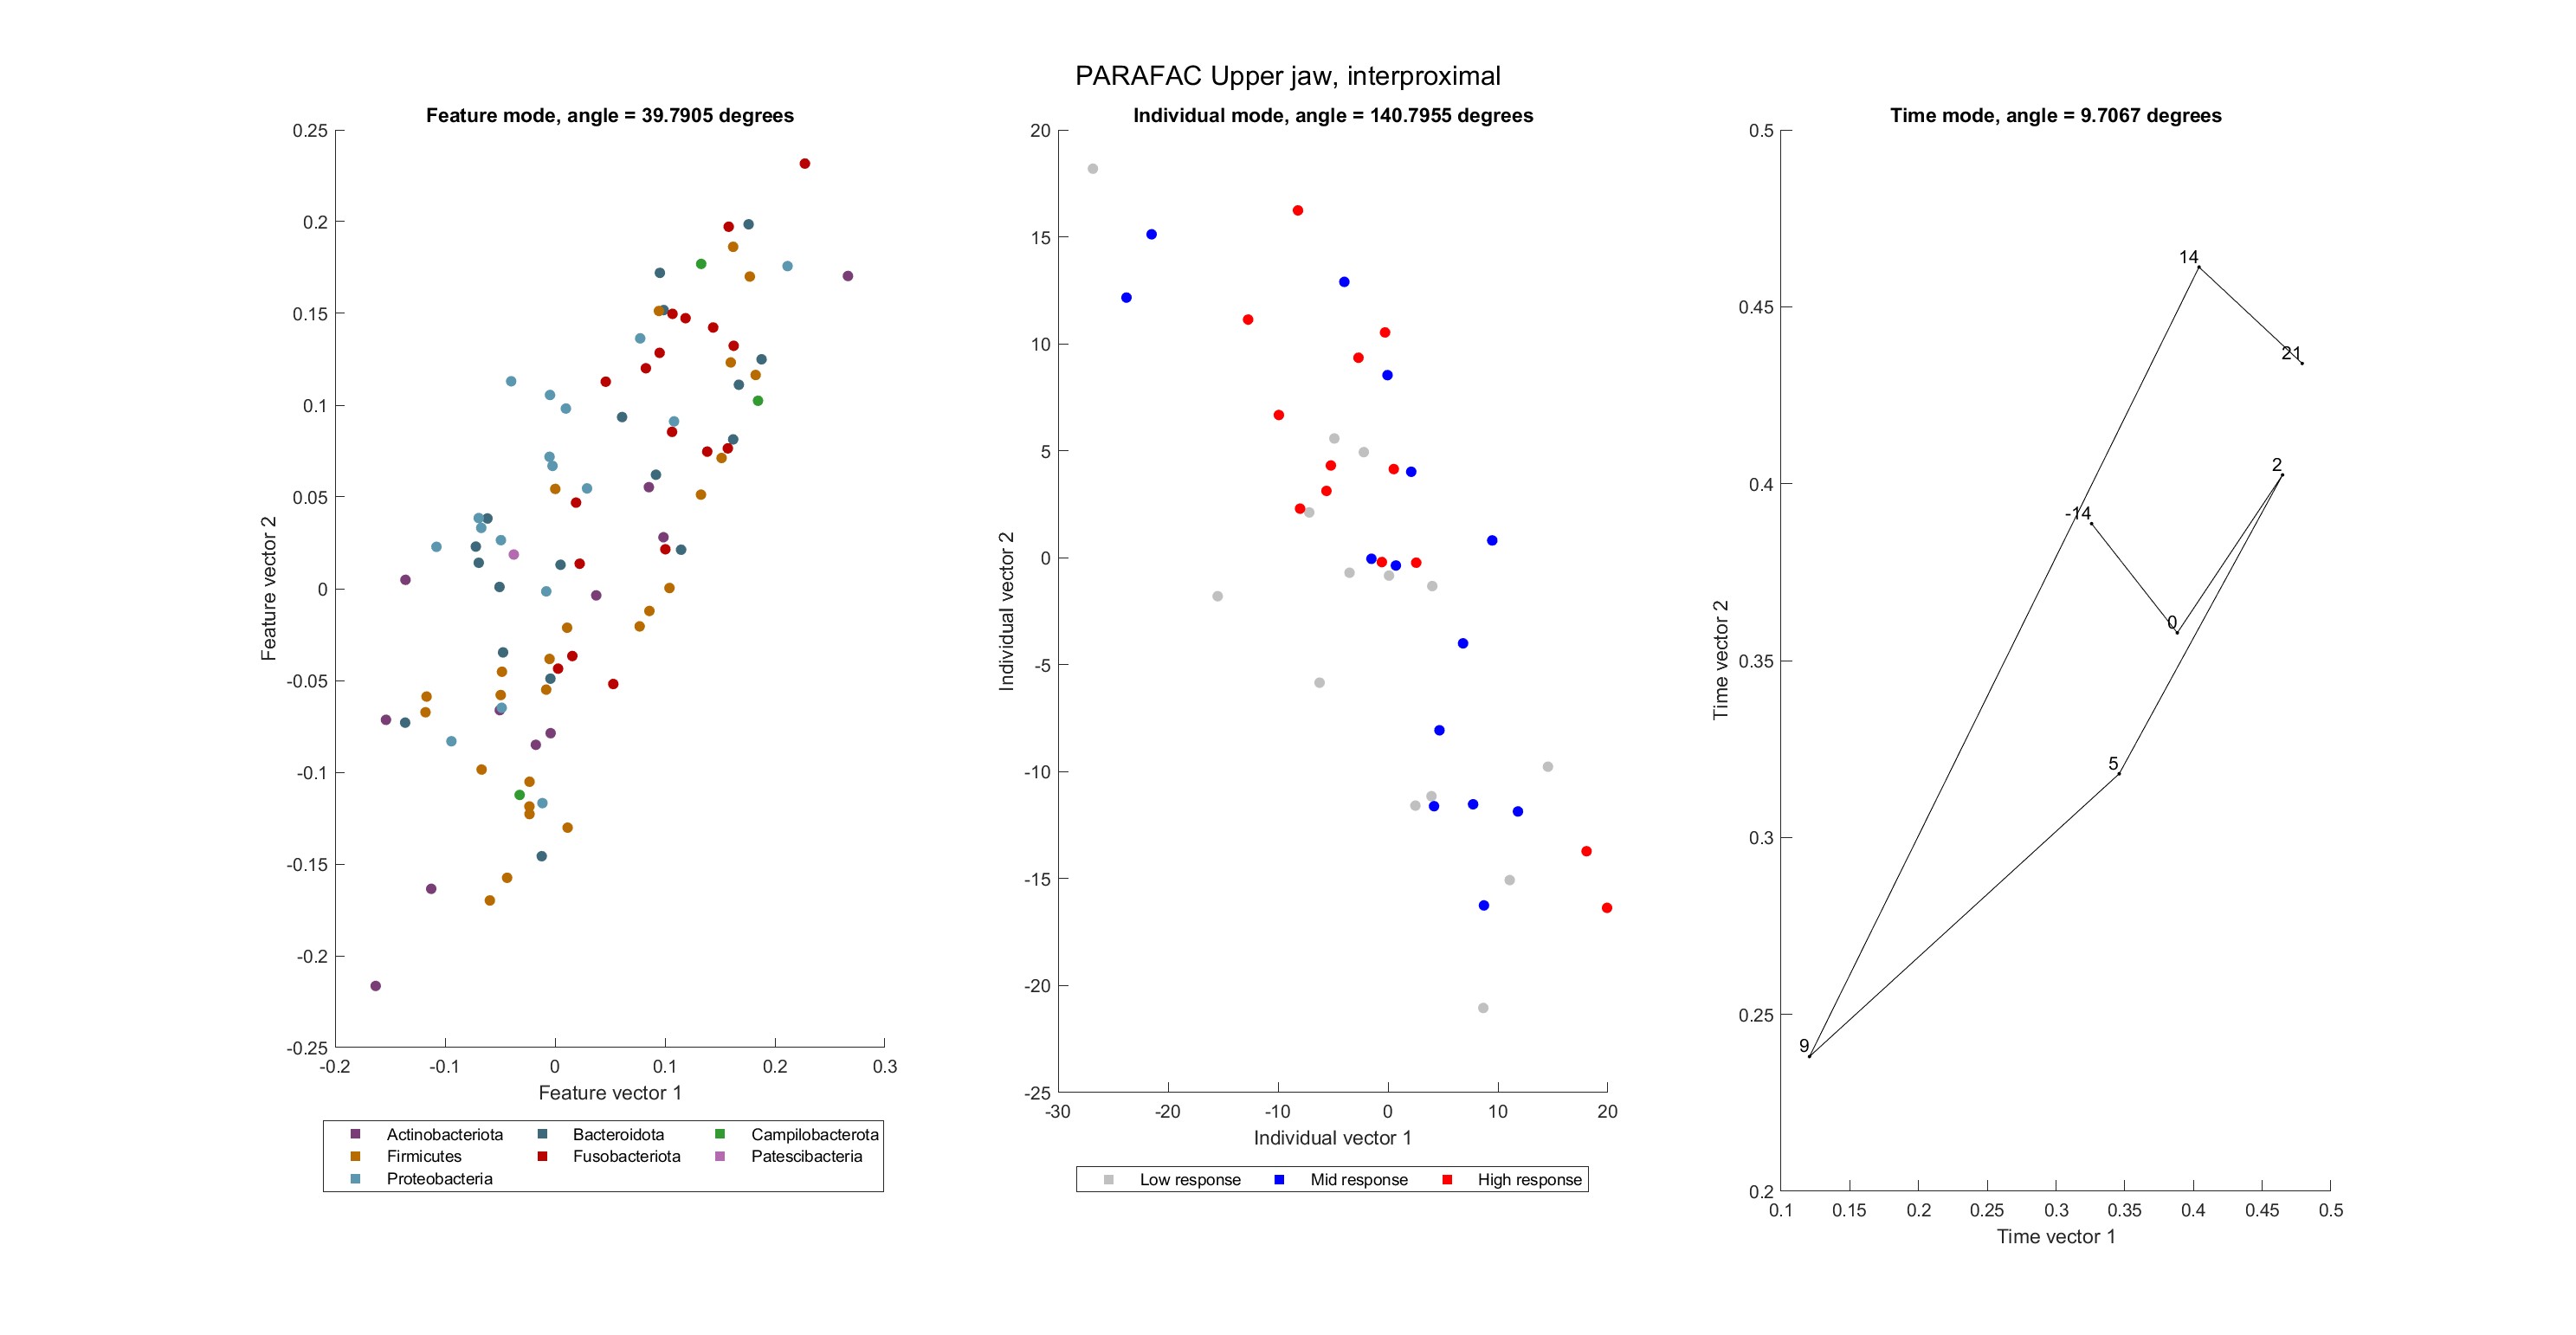 PARAFAC Upper jaw, interproximal
Feature mode, angle = 39.7905 degrees
0.25
0.2
0.15
0.1
0.05
0
-0.05
-0.1
-0.15
-0.2
-0.25
-0.2 -0.1 0 0.1 0.2 0.3
Feature vector 2
Feature vector 1
Actinobacteriota Bacteroidota Campilobacterota
Firmicutes Fusobacteriota Patescibacteria
Proteobacteria
Individual mode, angle = 140.7955 degrees
20
15
10
5
0
-5
-10
-15
-20
-25
-30 -20 -10 0 10 20
Individual vector 2
Individual vector 1
Low response Mid response High response
Time mode, angle = 9.7067 degrees
0.5
0.45
0.4
0.35
0.3
0.25
0.2
0.1 0.15 0.2 0.25 0.3 0.35 0.4 0.45 0.5
Time vector 2
Time vector 1
14
21
2
-14
0
5
9